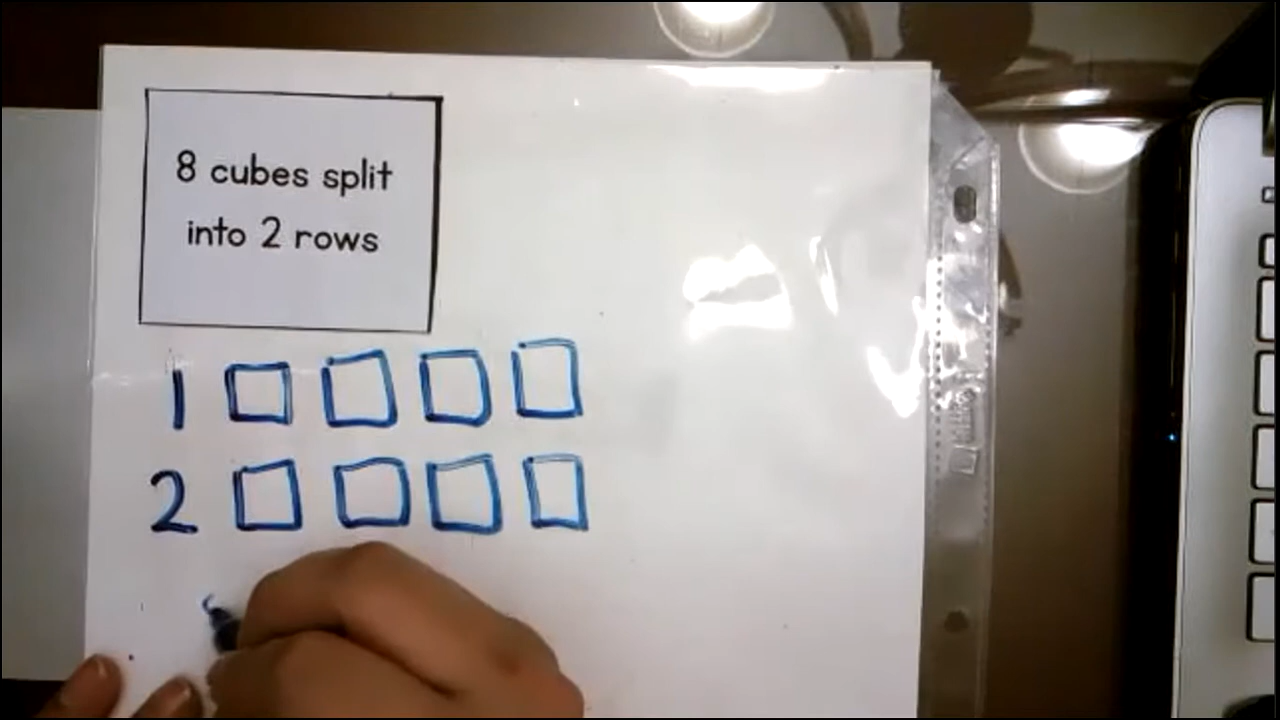 8 cubes split
into 2 rows
1
2